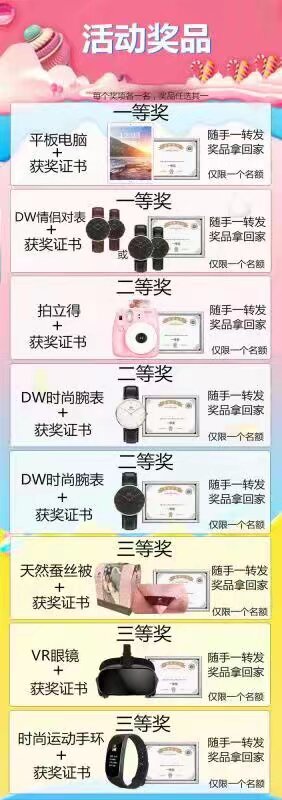 活动奖品
每个奖项各一名，奖品任选其一
一等奖
平板电脑
+
获奖证书
随手一转发
奖品拿回家
仅限一个名额
一等奖
DW情侣对表
+
获奖证书
或
随手一转发
奖品拿回家
仅限一个名额
二等奖
拍立得
+
获奖证书
随手一转发
奖品拿回家
仅限一个名额
二等奖
DW时尚腕表
+
获奖证书
随手一转发
奖品拿回家
仅限一个名额
二等奖
DW时尚腕表
+
获奖证书
随手一转发
奖品拿回家
仅限一个名额
三等奖
天然蚕丝被
+
获奖证书
随手一转发
奖品拿回家
仅限一个名额
三等奖
VR眼镜
+
获奖证书
随手一转发
奖品拿回家
仅限一个名额
三等奖
时尚运动手环
+
获奖证书
随手一转发
奖品拿回家
仅限一个名额